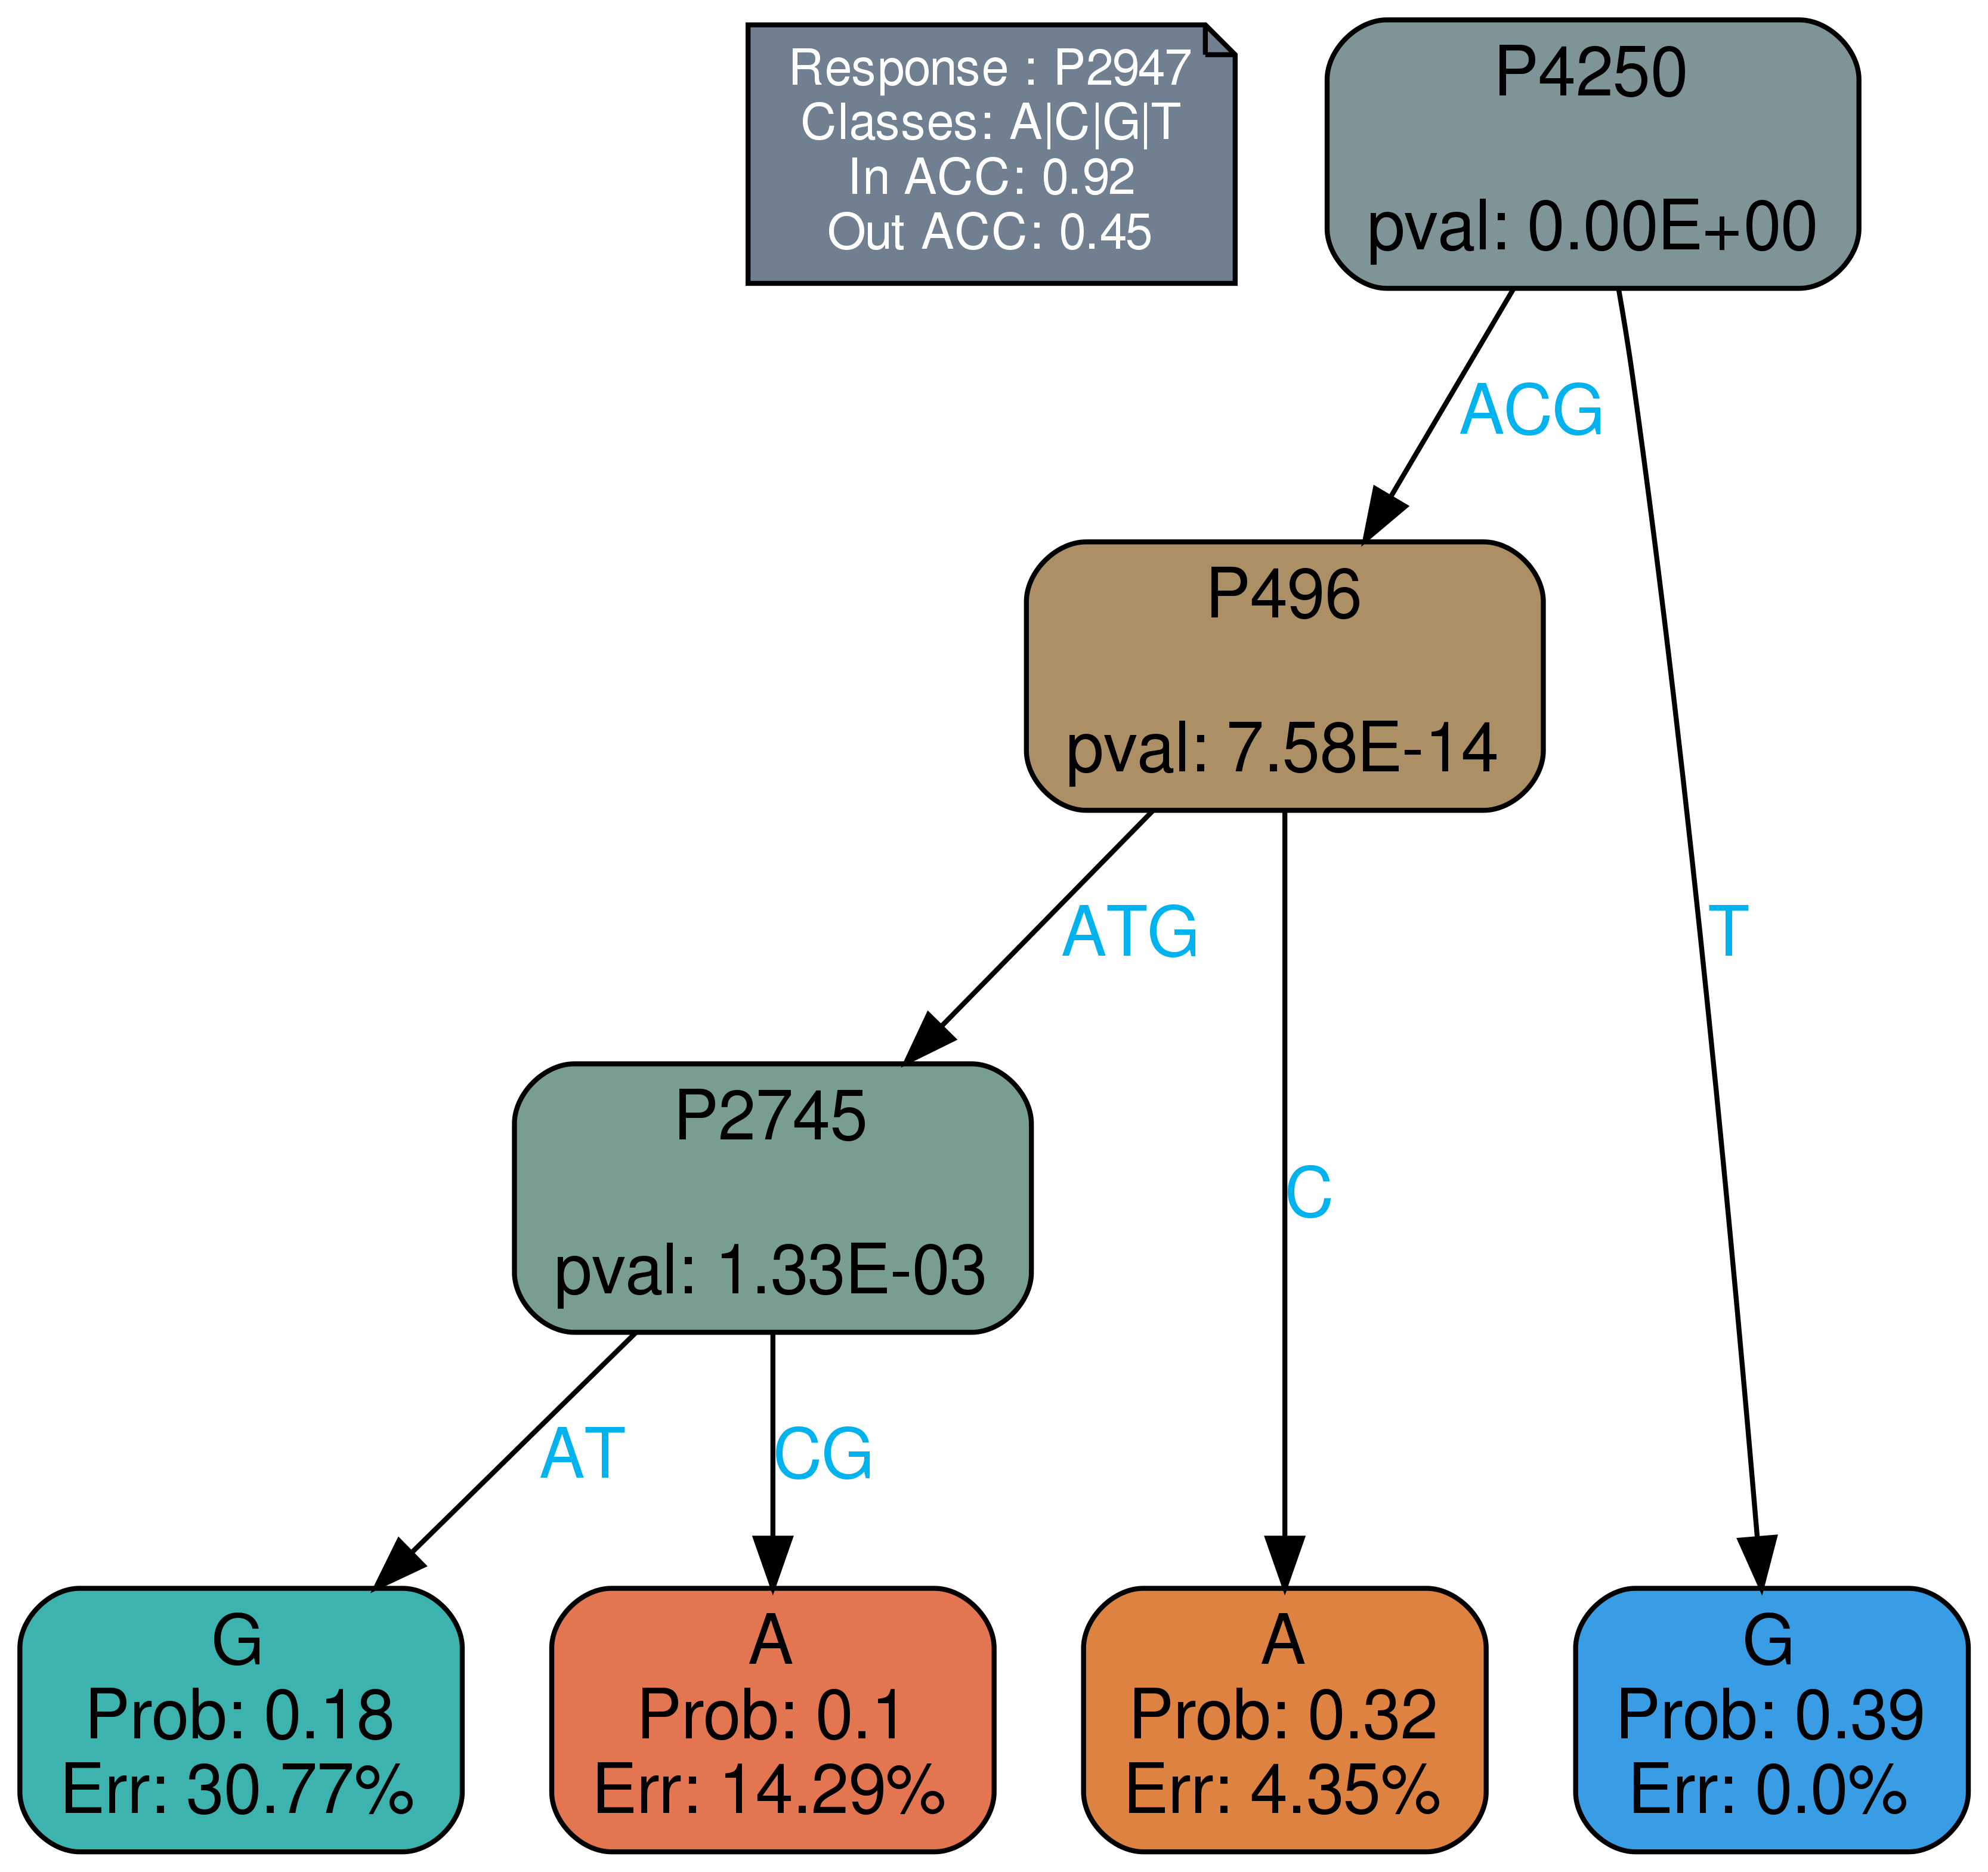 Response : P2947
Classes: A|C|G|T
In ACC: 0.92
Out ACC: 0.45
P4250
pval: 0.00E+00
ACG
P496
pval: 7.58E-14
ATG
T
P2745
pval: 1.33E-03
C
AT
CG
G
Prob: 0.18
Err: 30.77%
A
Prob: 0.1
Err: 14.29%
A
Prob: 0.32
Err: 4.35%
G
Prob: 0.39
Err: 0.0%